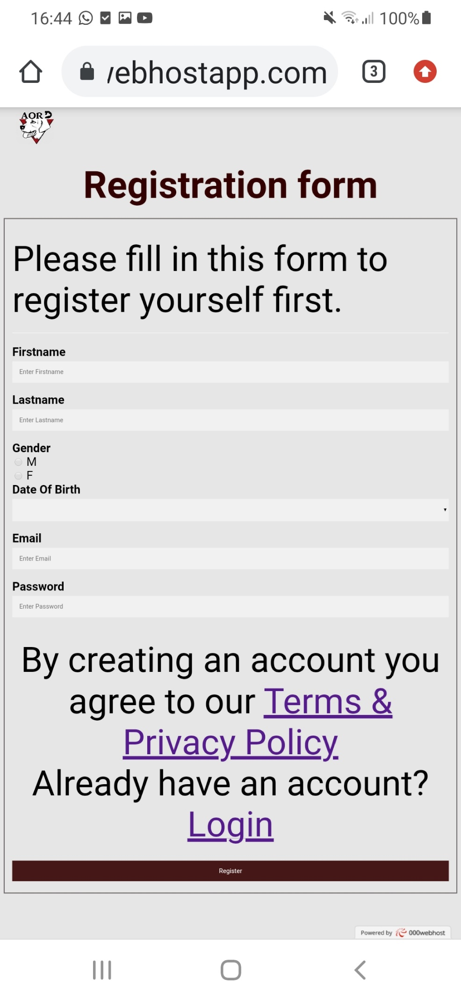 16:44
100%
ebhostapp.com
3
AORD
Registration form
Please fill in this form to
register yourself first.
Firstname
Enter Firstname
Lastname
Enter Lastname
Gender
M
F
Date Of Birth
Email
Enter Email
Password
Enter Password
By creating an account you
agree to our Terms &
Privacy Policy
Already have an account?
Login
Register
Powered by 000webhost